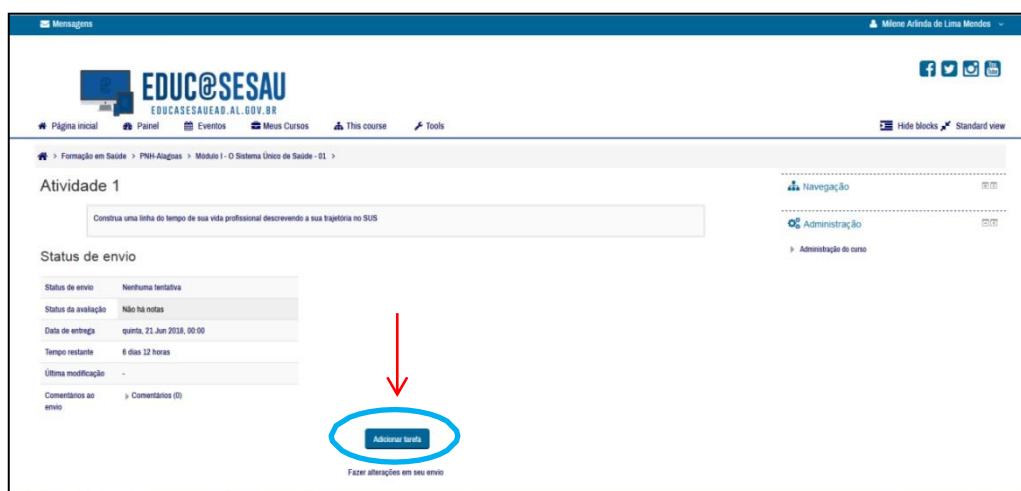 Mensagens
Milene Arlinda de Lima Mendes
EDUC@SESAU
EDUCASESAUEAD.AL.GOV.BR
You Tube
Página inicial Painel Eventos Meus Cursos This course Tools
Hide blocks Standard view
> Formação em Saúde > PNH-Alagoas > Módulo I - O Sistema Único de Saúde - 01 >
Atividade 1
Construa uma linha do tempo de sua vida profissional descrevendo a sua trajetória no SUS
Navegação
Administração
Administração do curso
Status de envio
Status de envio Nenhuma tentativa
Status da avaliação Não há notas
Data de entrega quinta, 21 Jun 2018, 00:00
Tempo restante 6 dias 12 horas
Última modificação -
Comentários ao envio Comentários (0)
Adicionar tarefa
Fazer alterações em seu envio